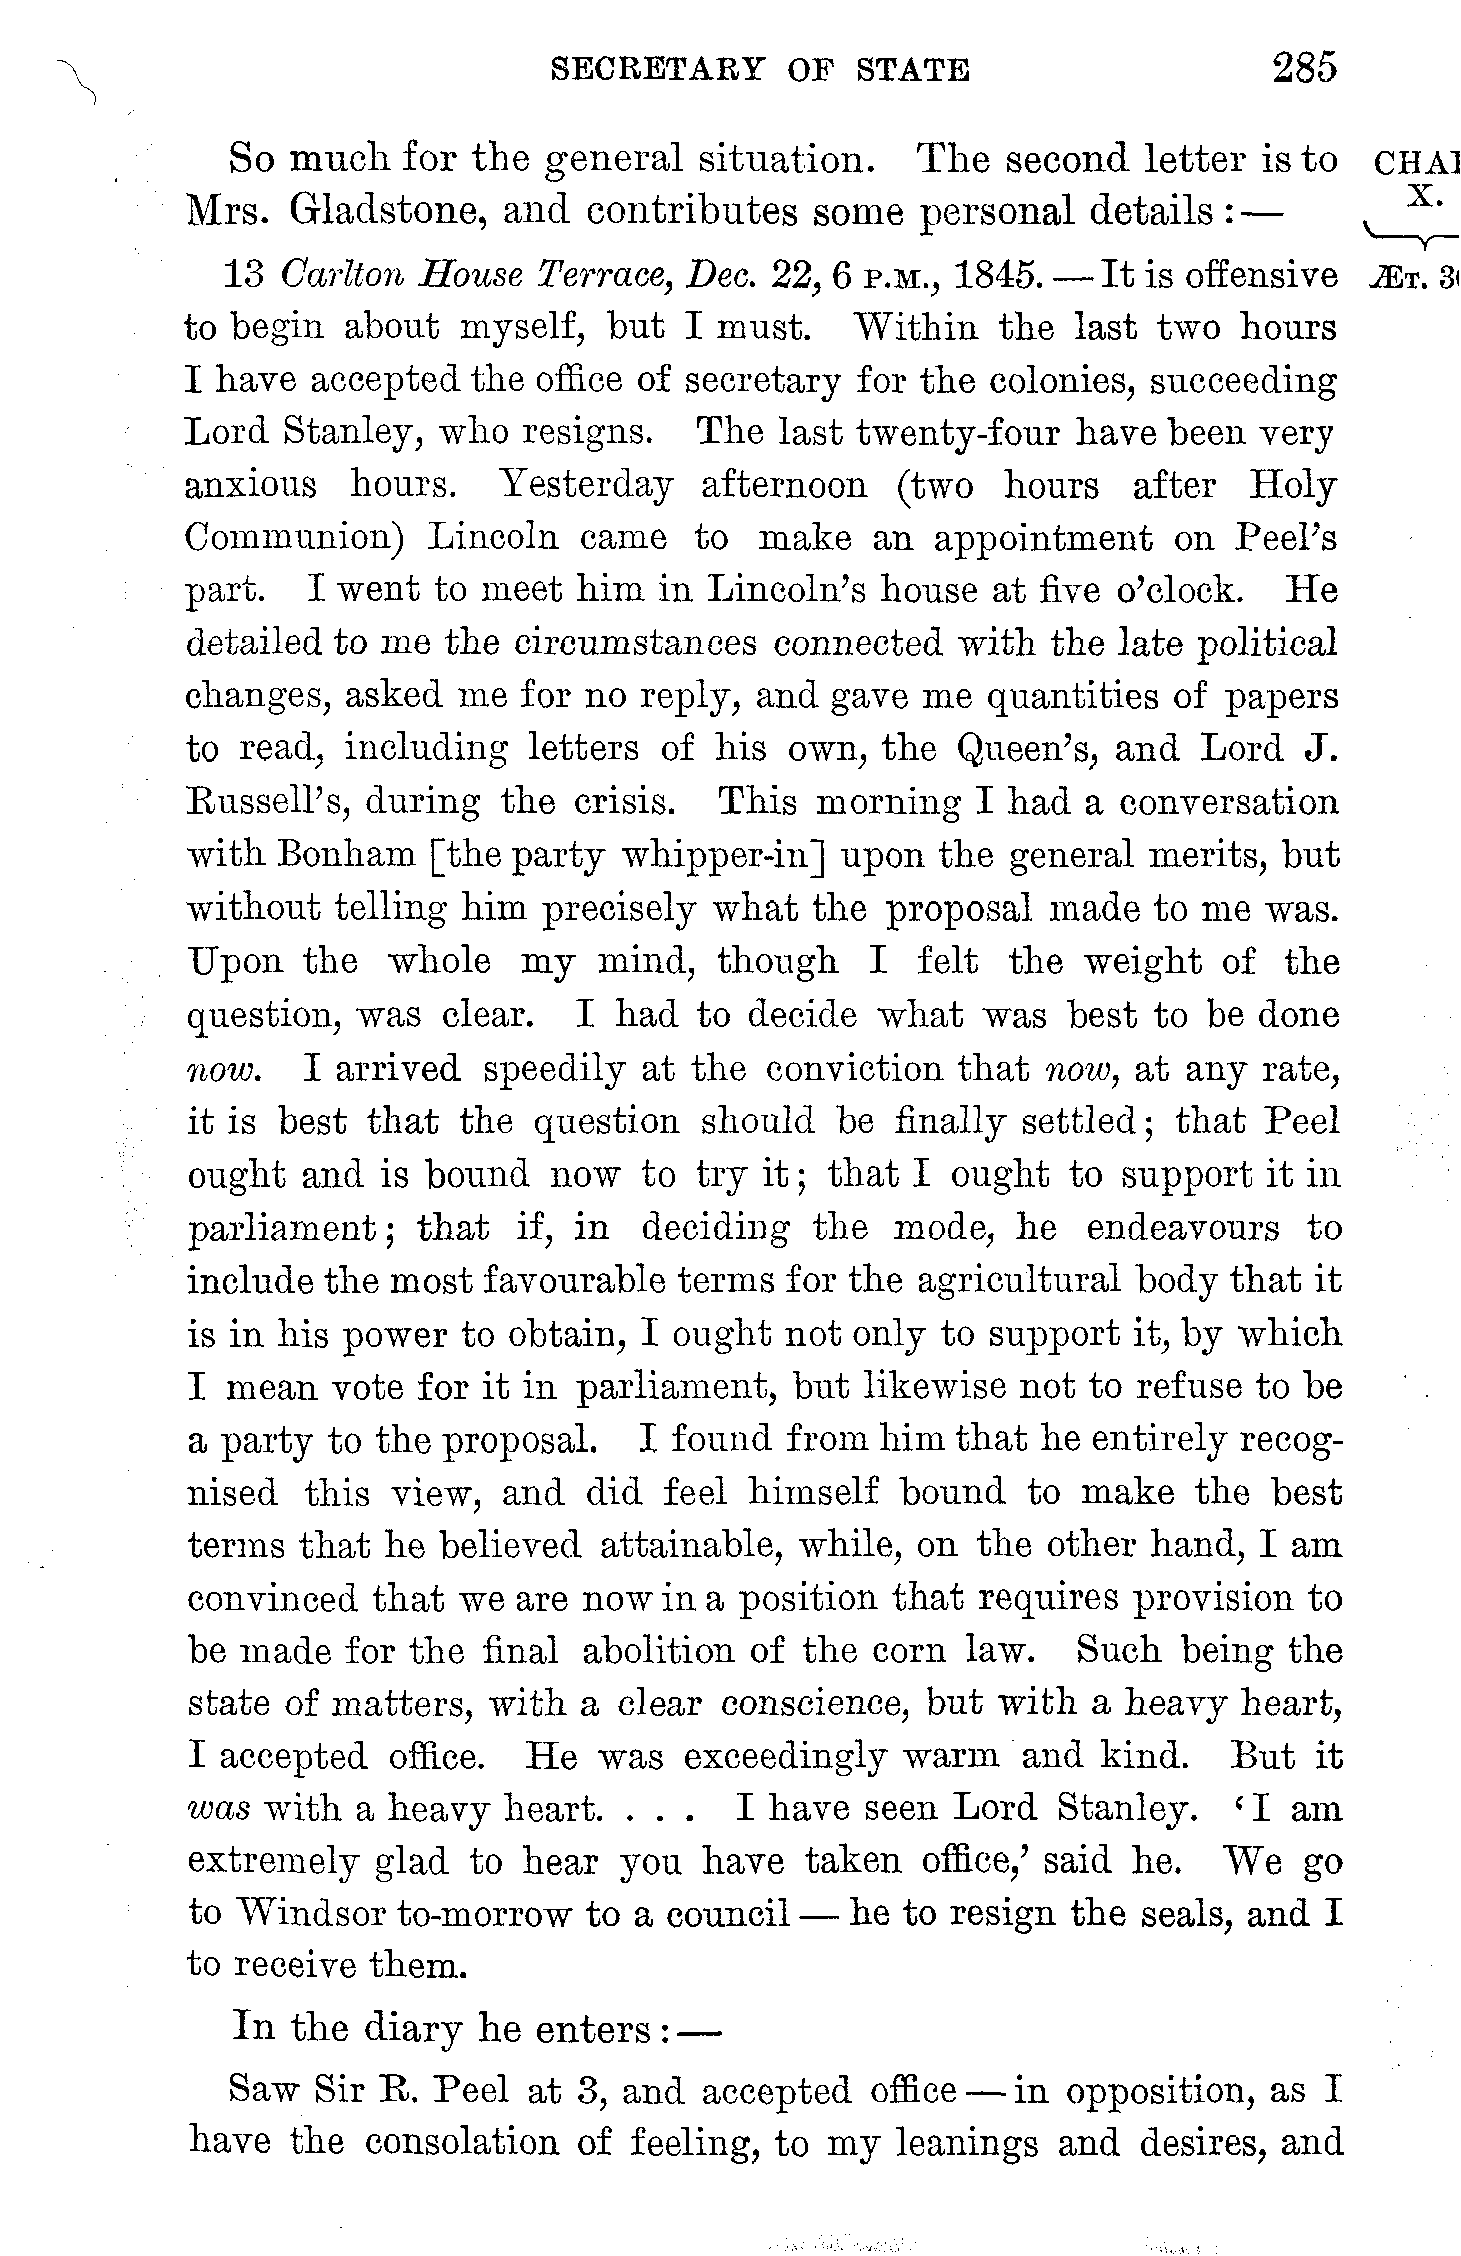 SECRETARY OF STATE 285
So much for the general situation. The second letter is to
Mrs. Gladstone, and contributes some personal details :—
X.
13 Carlton House Terrace, Dec. 22, 6 P.M., 1845. — It is offensive ÆT.
to begin about myself, but I must. Within the last two hours
I have accepted the office of secretary for the colonies, succeeding
Lord Stanley, who resigns. The last twenty-four have been very
anxious hours. Yesterday afternoon (two hours after Holy
Communion) Lincoln came to make an appointment on Peel's
part. I went to meet him in Lincoln's house at five o'clock. He
detailed to me the circumstances connected with the late political
changes, asked me for no reply, and gave me quantities of papers
to read, including letters of his own, the Queen's, and Lord J.
Russell's, during the crisis. This morning I had a conversation
with Bonham [the party whipper-in] upon the general merits, but
without telling him precisely what the proposal made to me was.
Upon the whole my mind, though I felt the weight of the
question, was clear. I had to decide what was best to be done
now. I arrived speedily at the conviction that now, at any rate,
it is best that the question should be finally settled; that Peel
ought and is bound now to try it; that I ought to support it in
parliament; that if, in deciding the mode, he endeavours to
include the most favourable terms for the agricultural body that it
is in his power to obtain, I ought not only to support it, by which
I mean vote for it in parliament, but likewise not to refuse to be
a party to the proposal. I found from him that he entirely recog-
nised this view, and did feel himself bound to make the best
terms that he believed attainable, while, on the other hand, I am
convinced that we are now in a position that requires provision to
be made for the final abolition of the corn law. Such being the
state of matters, with a clear conscience, but with a heavy heart,
I accepted office. He was exceedingly warm and kind. But it
was with a heavy heart. . . . I have seen Lord Stanley. 'I am
extremely glad to hear you have taken office,' said he. We go
to Windsor to-morrow to a council — he to resign the seals, and I
to receive them.
In the diary he enters :—
Saw Sir R. Peel at 3, and accepted office — in opposition, as I
have the consolation of feeling, to my leanings and desires, and